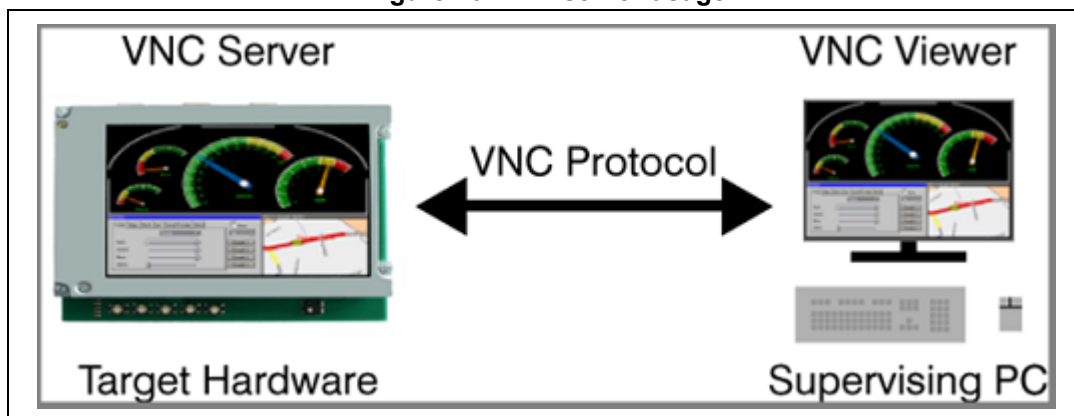 VNC Server
VNC Viewer
VNC Protocol
Target Hardware
Supervising PC